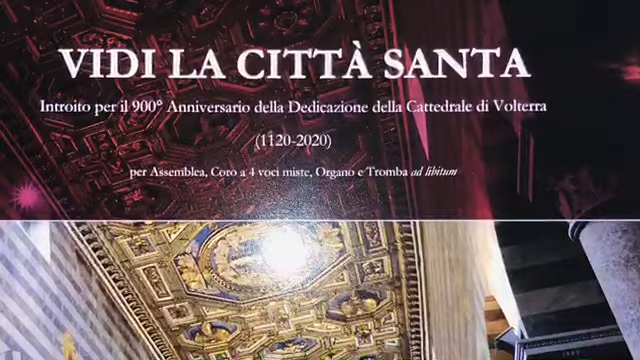 VIDI LA CITTÀ SANTA
Introito per il 900° Anniversario della Dedicazione della Cattedrale di Volterra
(1120-2020)
per Assemblea, Coro a 4 voci miste, Organo e Tromba ad libitum